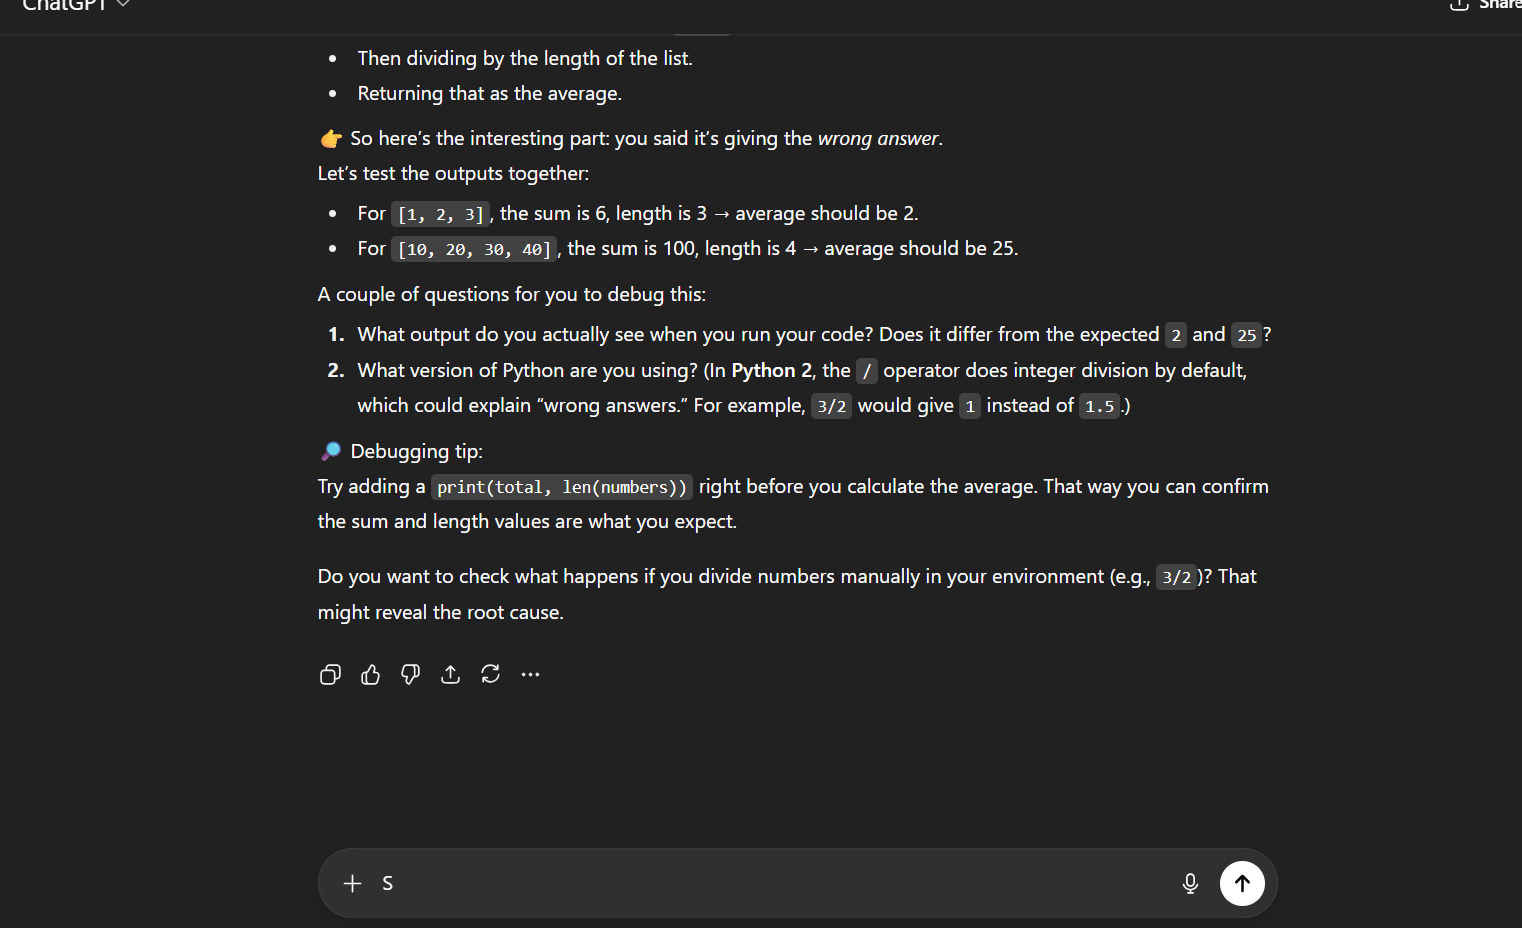 ChatGPT
Share
• Then dividing by the length of the list.
• Returning that as the average.
👉 So here’s the interesting part: you said it’s giving the wrong answer.
Let’s test the outputs together:
• For [1, 2, 3], the sum is 6, length is 3 → average should be 2.
• For [10, 20, 30, 40], the sum is 100, length is 4 → average should be 25.
A couple of questions for you to debug this:
1. What output do you actually see when you run your code? Does it differ from the expected 2 and 25?
2. What version of Python are you using? (In Python 2, the / operator does integer division by default,
which could explain “wrong answers.” For example, 3/2 would give 1 instead of 1.5.)
🔎 Debugging tip:
Try adding a print(total, len(numbers)) right before you calculate the average. That way you can confirm
the sum and length values are what you expect.
Do you want to check what happens if you divide numbers manually in your environment (e.g., 3/2)? That
might reveal the root cause.
S